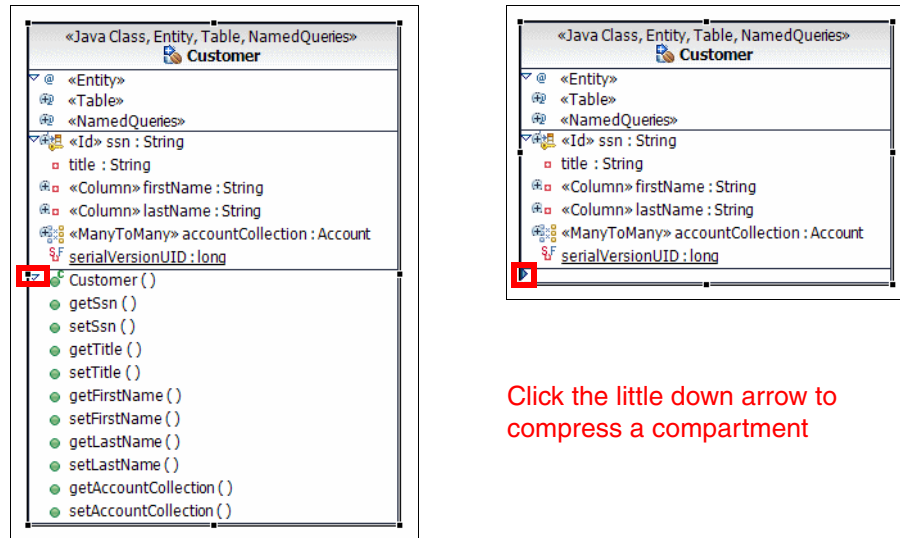 «Java Class, Entity, Table, NamedQueries»
Customer
@ «Entity»
«Table»
«NamedQueries»
«Id» ssn : String
title : String
«Column» firstName : String
«Column» lastName : String
«ManyToMany» accountCollection : Account
S F serialVersionUID : long
C Customer ( )
getSsn ( )
setSsn ( )
getTitle ( )
setTitle ( )
getFirstName ( )
setFirstName ( )
getLastName ( )
setLastName ( )
getAccountCollection ( )
setAccountCollection ( )
«Java Class, Entity, Table, NamedQueries»
Customer
@ «Entity»
«Table»
«NamedQueries»
«Id» ssn : String
title : String
«Column» firstName : String
«Column» lastName : String
«ManyToMany» accountCollection : Account
S F serialVersionUID : long
Click the little down arrow to
compress a compartment